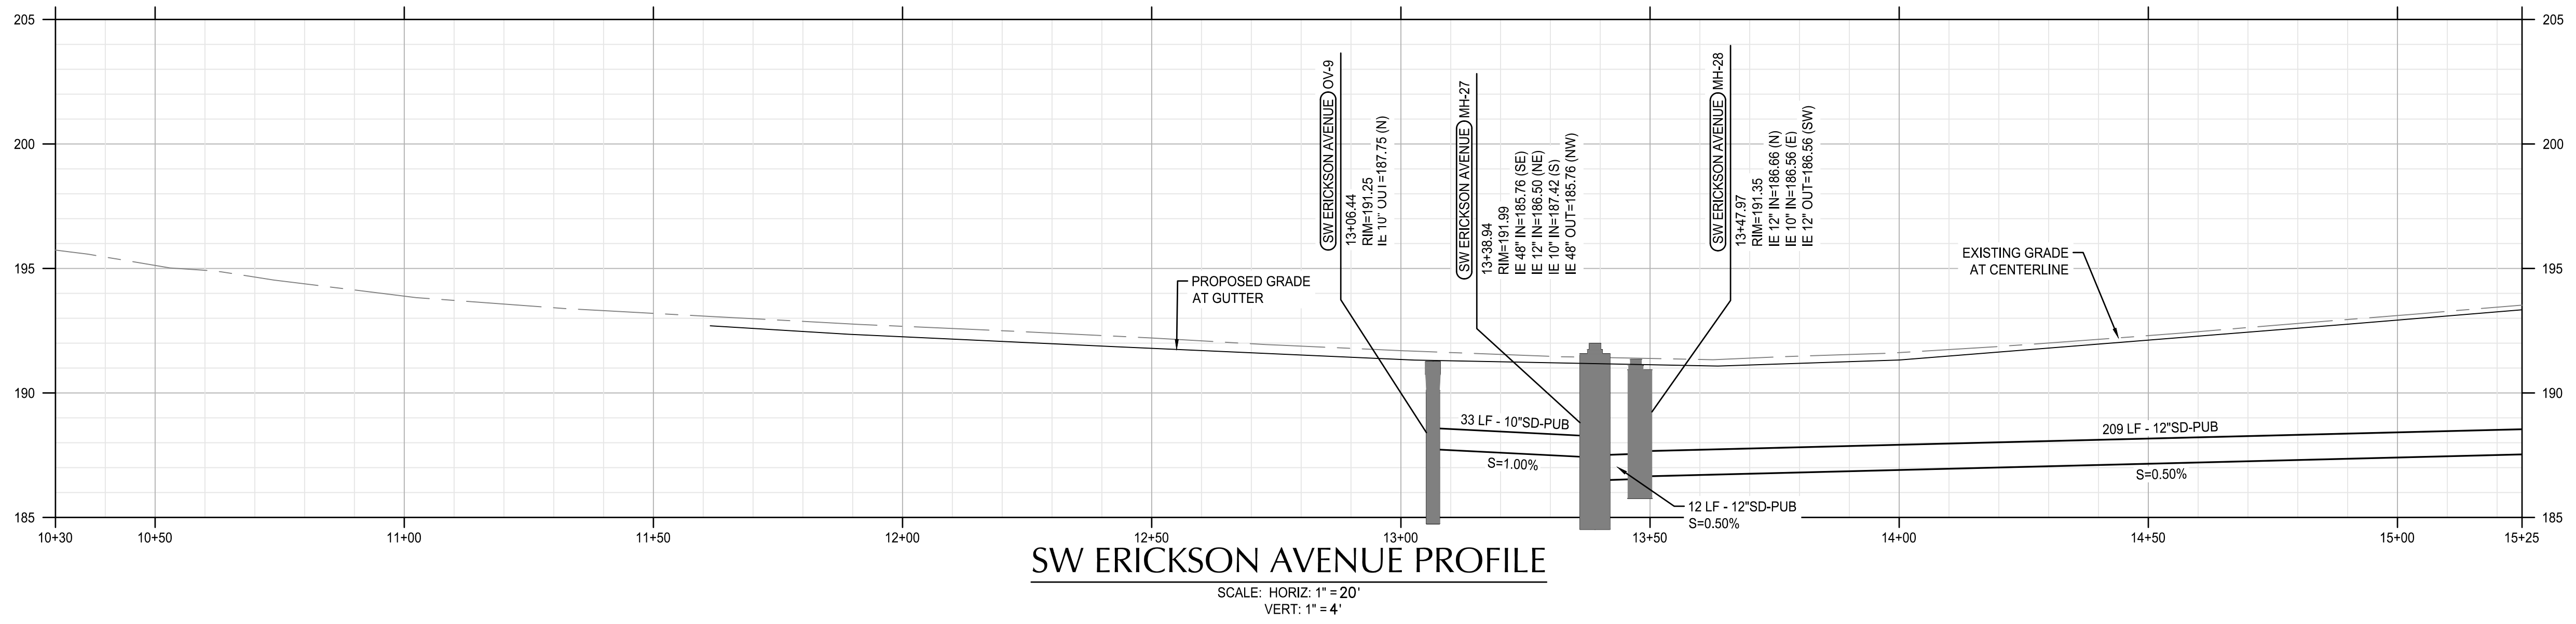 205
200
195
190
185
205
200
195
190
185
SW ERICKSON AVENUE OV-9
13+06.44
RIM=191.25
IE 10" OUT=187.75 (N)
SW ERICKSON AVENUE MH-27
13+38.94
RIM=191.99
IE 48" IN=185.76 (SE)
IE 12" IN=186.50 (NE)
IE 10" IN=187.42 (S)
IE 48" OUT=185.76 (NW)
SW ERICKSON AVENUE MH-28
13+47.97
RIM=191.35
IE 12" IN=186.66 (N)
IE 10" IN=186.56 (E)
IE 12" OUT=186.56 (SW)
PROPOSED GRADE
AT GUTTER
EXISTING GRADE
AT CENTERLINE
33 LF - 10"SD-PUB
S=1.00%
209 LF - 12"SD-PUB
S=0.50%
12 LF - 12"SD-PUB
S=0.50%
10+30
10+50
11+00
11+50
12+00
12+50
13+00
13+50
14+00
14+50
15+00
15+25
SW ERICKSON AVENUE PROFILE
SCALE: HORIZ: 1" = 20'
VERT: 1" = 4'